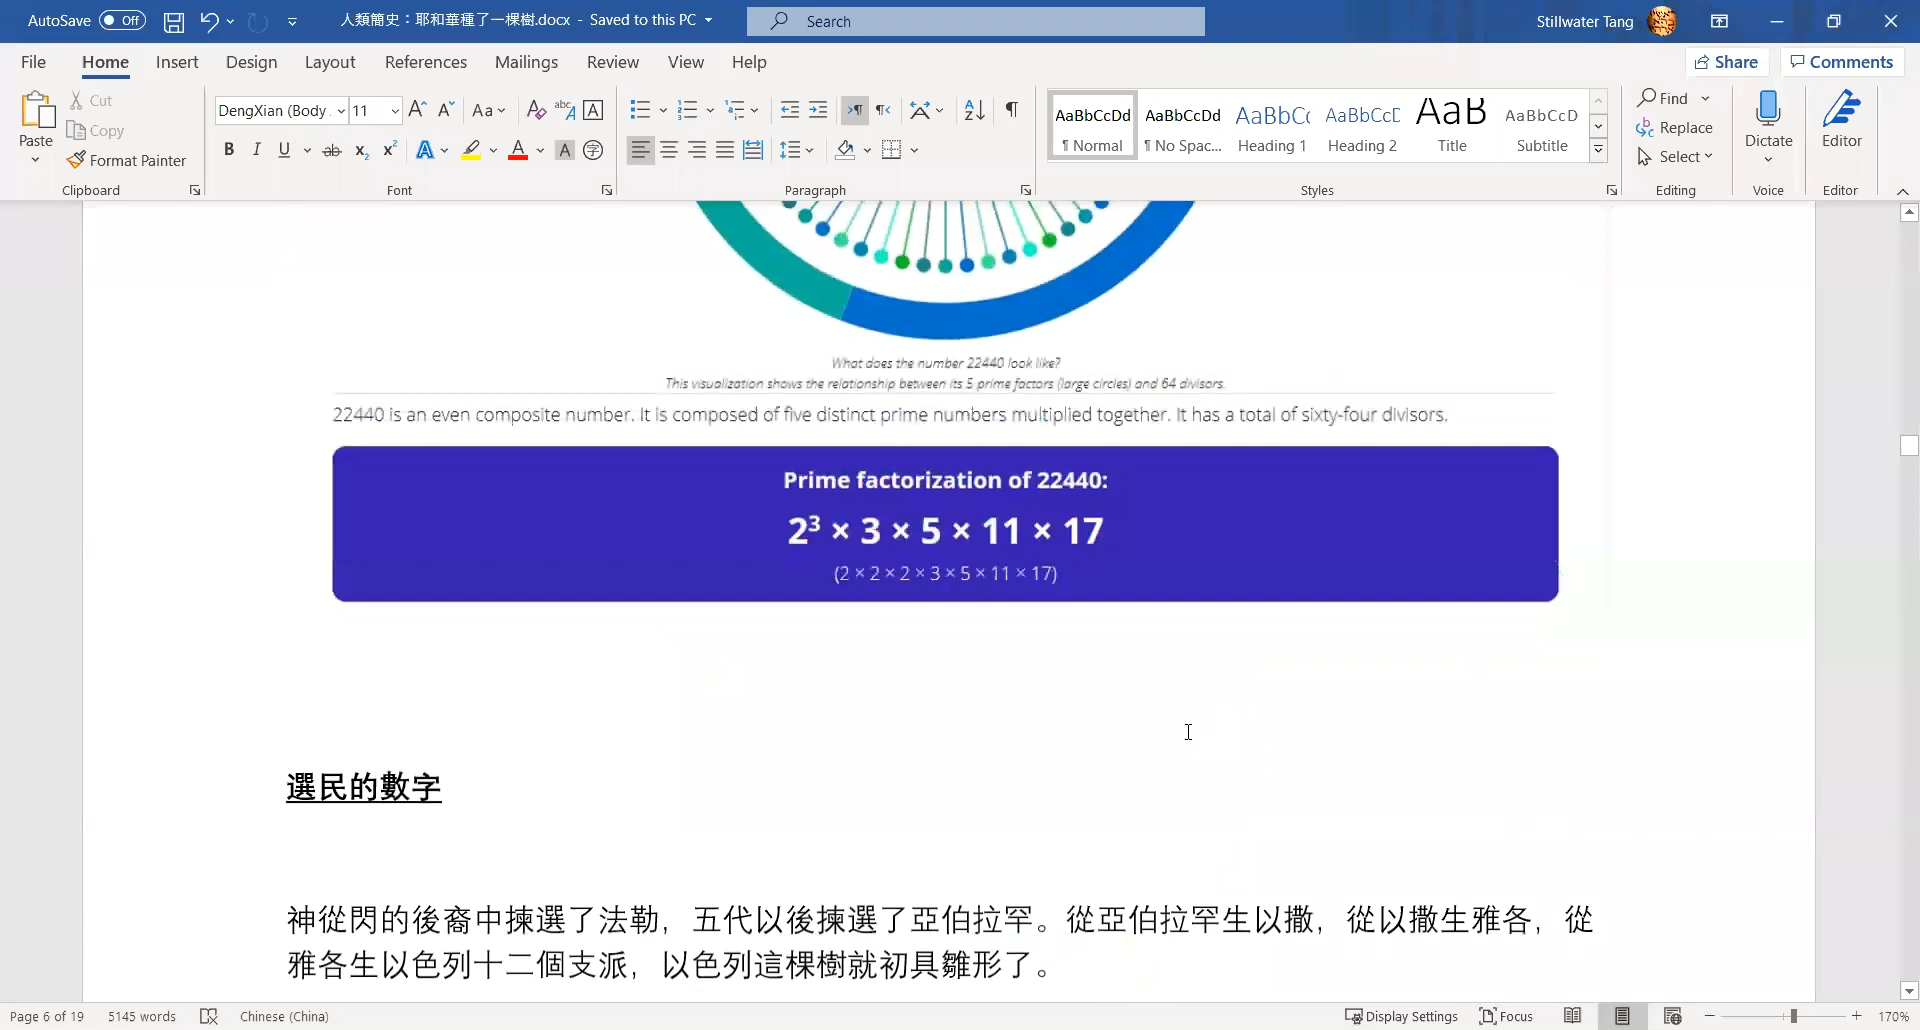 AutoSave Off 人類簡史：耶和華種了一棵樹.docx - Saved to this PC Search Stillwater Tang
File Home Insert Design Layout References Mailings Review View Help Share Comments
Paste Cut Copy Format Painter Clipboard
DengXian (Body 11 Aa
B I U ab x₂ x² A A A 字 Font
Paragraph
AaBbCcDd AaBbCcDd AaBbCc AaBbCcD AaB AaBbCcD
¶ Normal ¶ No Spac... Heading 1 Heading 2 Title Subtitle
Styles
Find Replace Select Editing
Dictate Voice
Editor Editor
What does the number 22440 look like?
This visualization shows the relationship between its 5 prime factors (large circles) and 64 divisors.
22440 is an even composite number. It is composed of five distinct prime numbers multiplied together. It has a total of sixty-four divisors.
Prime factorization of 22440:
2³ × 3 × 5 × 11 × 17
(2 × 2 × 2 × 3 × 5 × 11 × 17)
選民的數字
神從閃的後裔中揀選了法勒，五代以後揀選了亞伯拉罕。從亞伯拉罕生以撒，從以撒生雅各，從
雅各生以色列十二個支派，以色列這棵樹就初具雛形了。
Page 6 of 19 5145 words Chinese (China) Display Settings Focus 170%